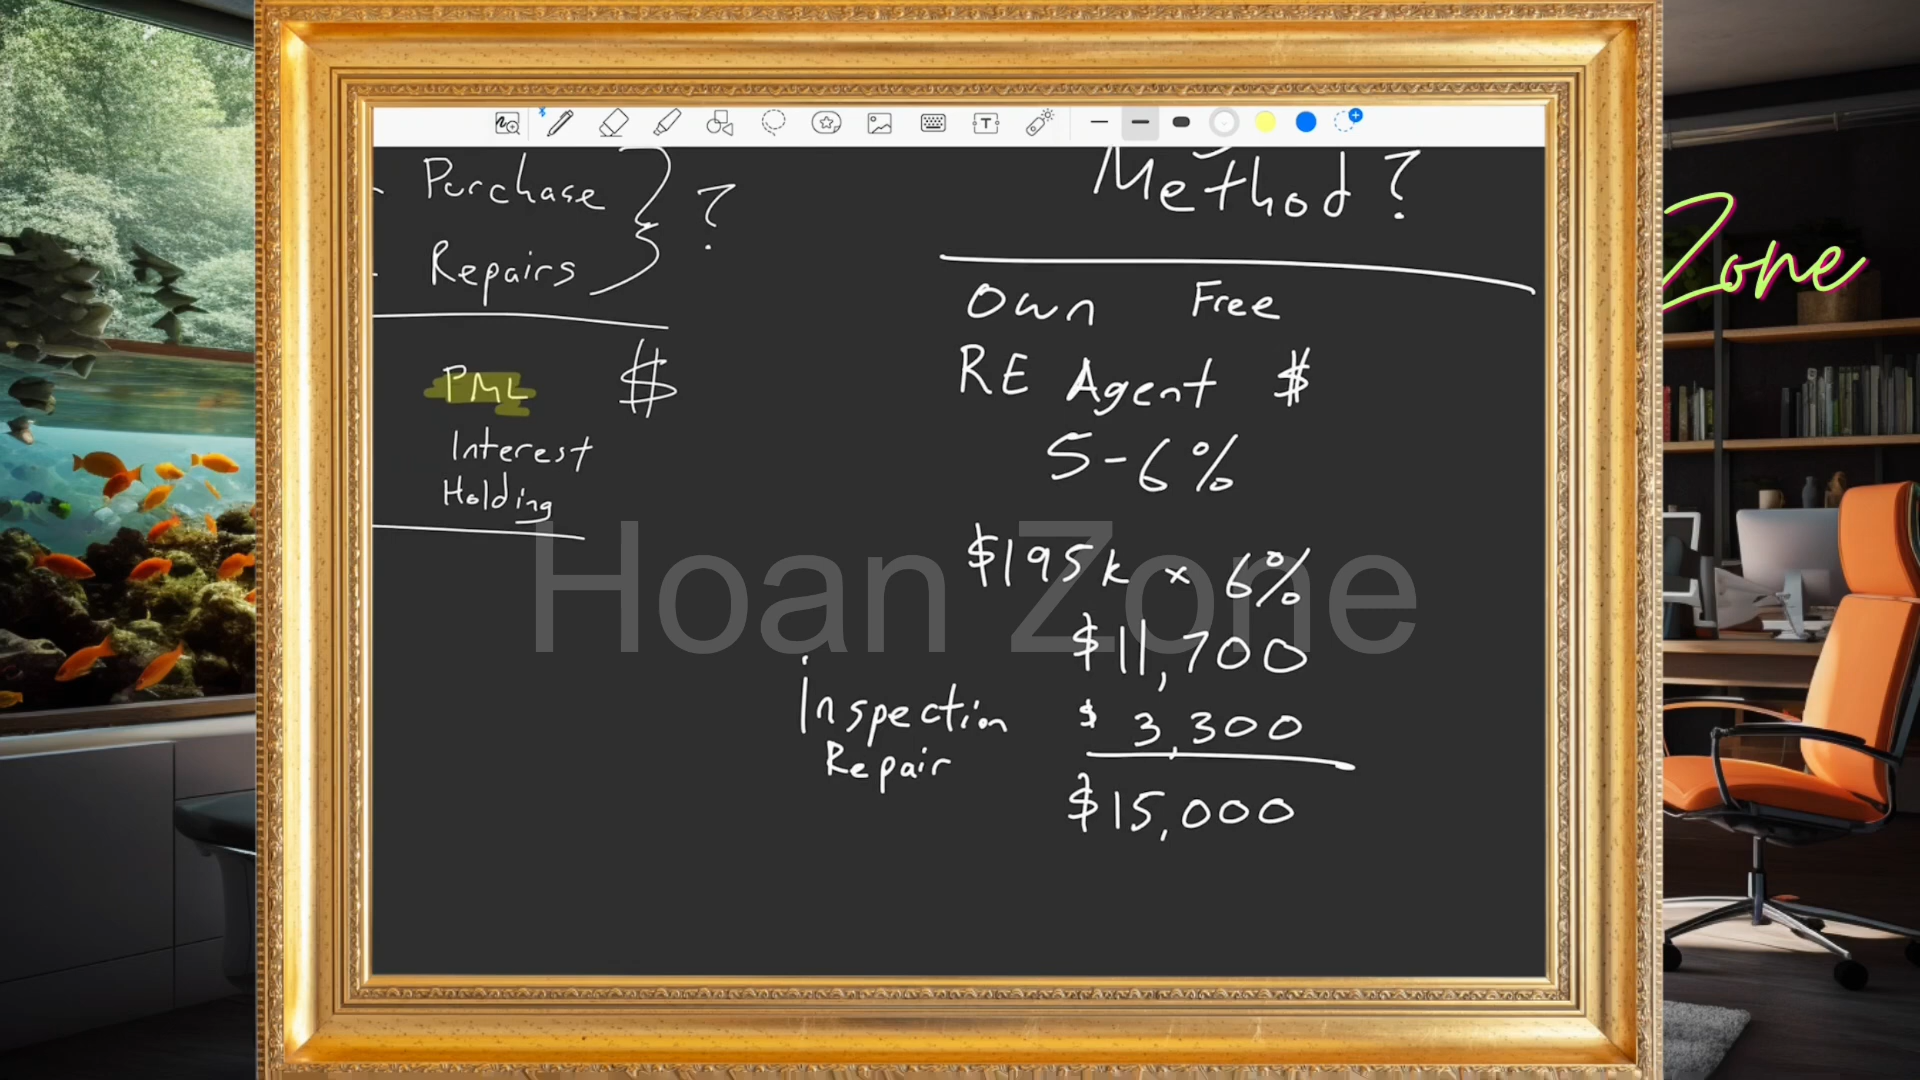 Purchase
Repairs
?
PML $
Interest
Holding
Method?
Own Free
RE Agent $
5-6%
$195k x 6%
$11,700
Inspection $ 3,300
Repair
$15,000
Hoan Zone
Zone